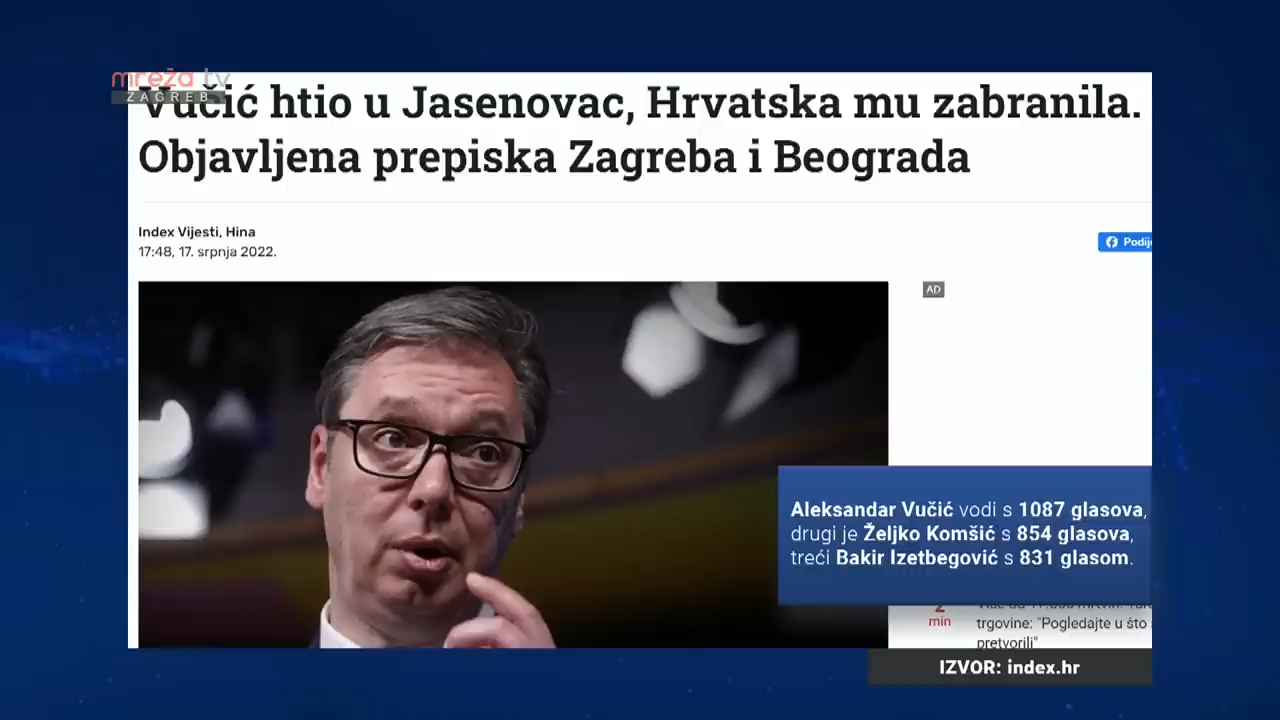 mreža tv
ZAGREB
Vučić htio u Jasenovac, Hrvatska mu zabranila.
Objavljena prepiska Zagreba i Beograda
Index Vijesti, Hina
17:48, 17. srpnja 2022.
Podije
AD
Aleksandar Vučić vodi s 1087 glasova,
drugi je Željko Komšić s 854 glasova,
treći Bakir Izetbegović s 831 glasom.
2
min
trgovine: "Pogledajte u što
pretvorili"
IZVOR: index.hr